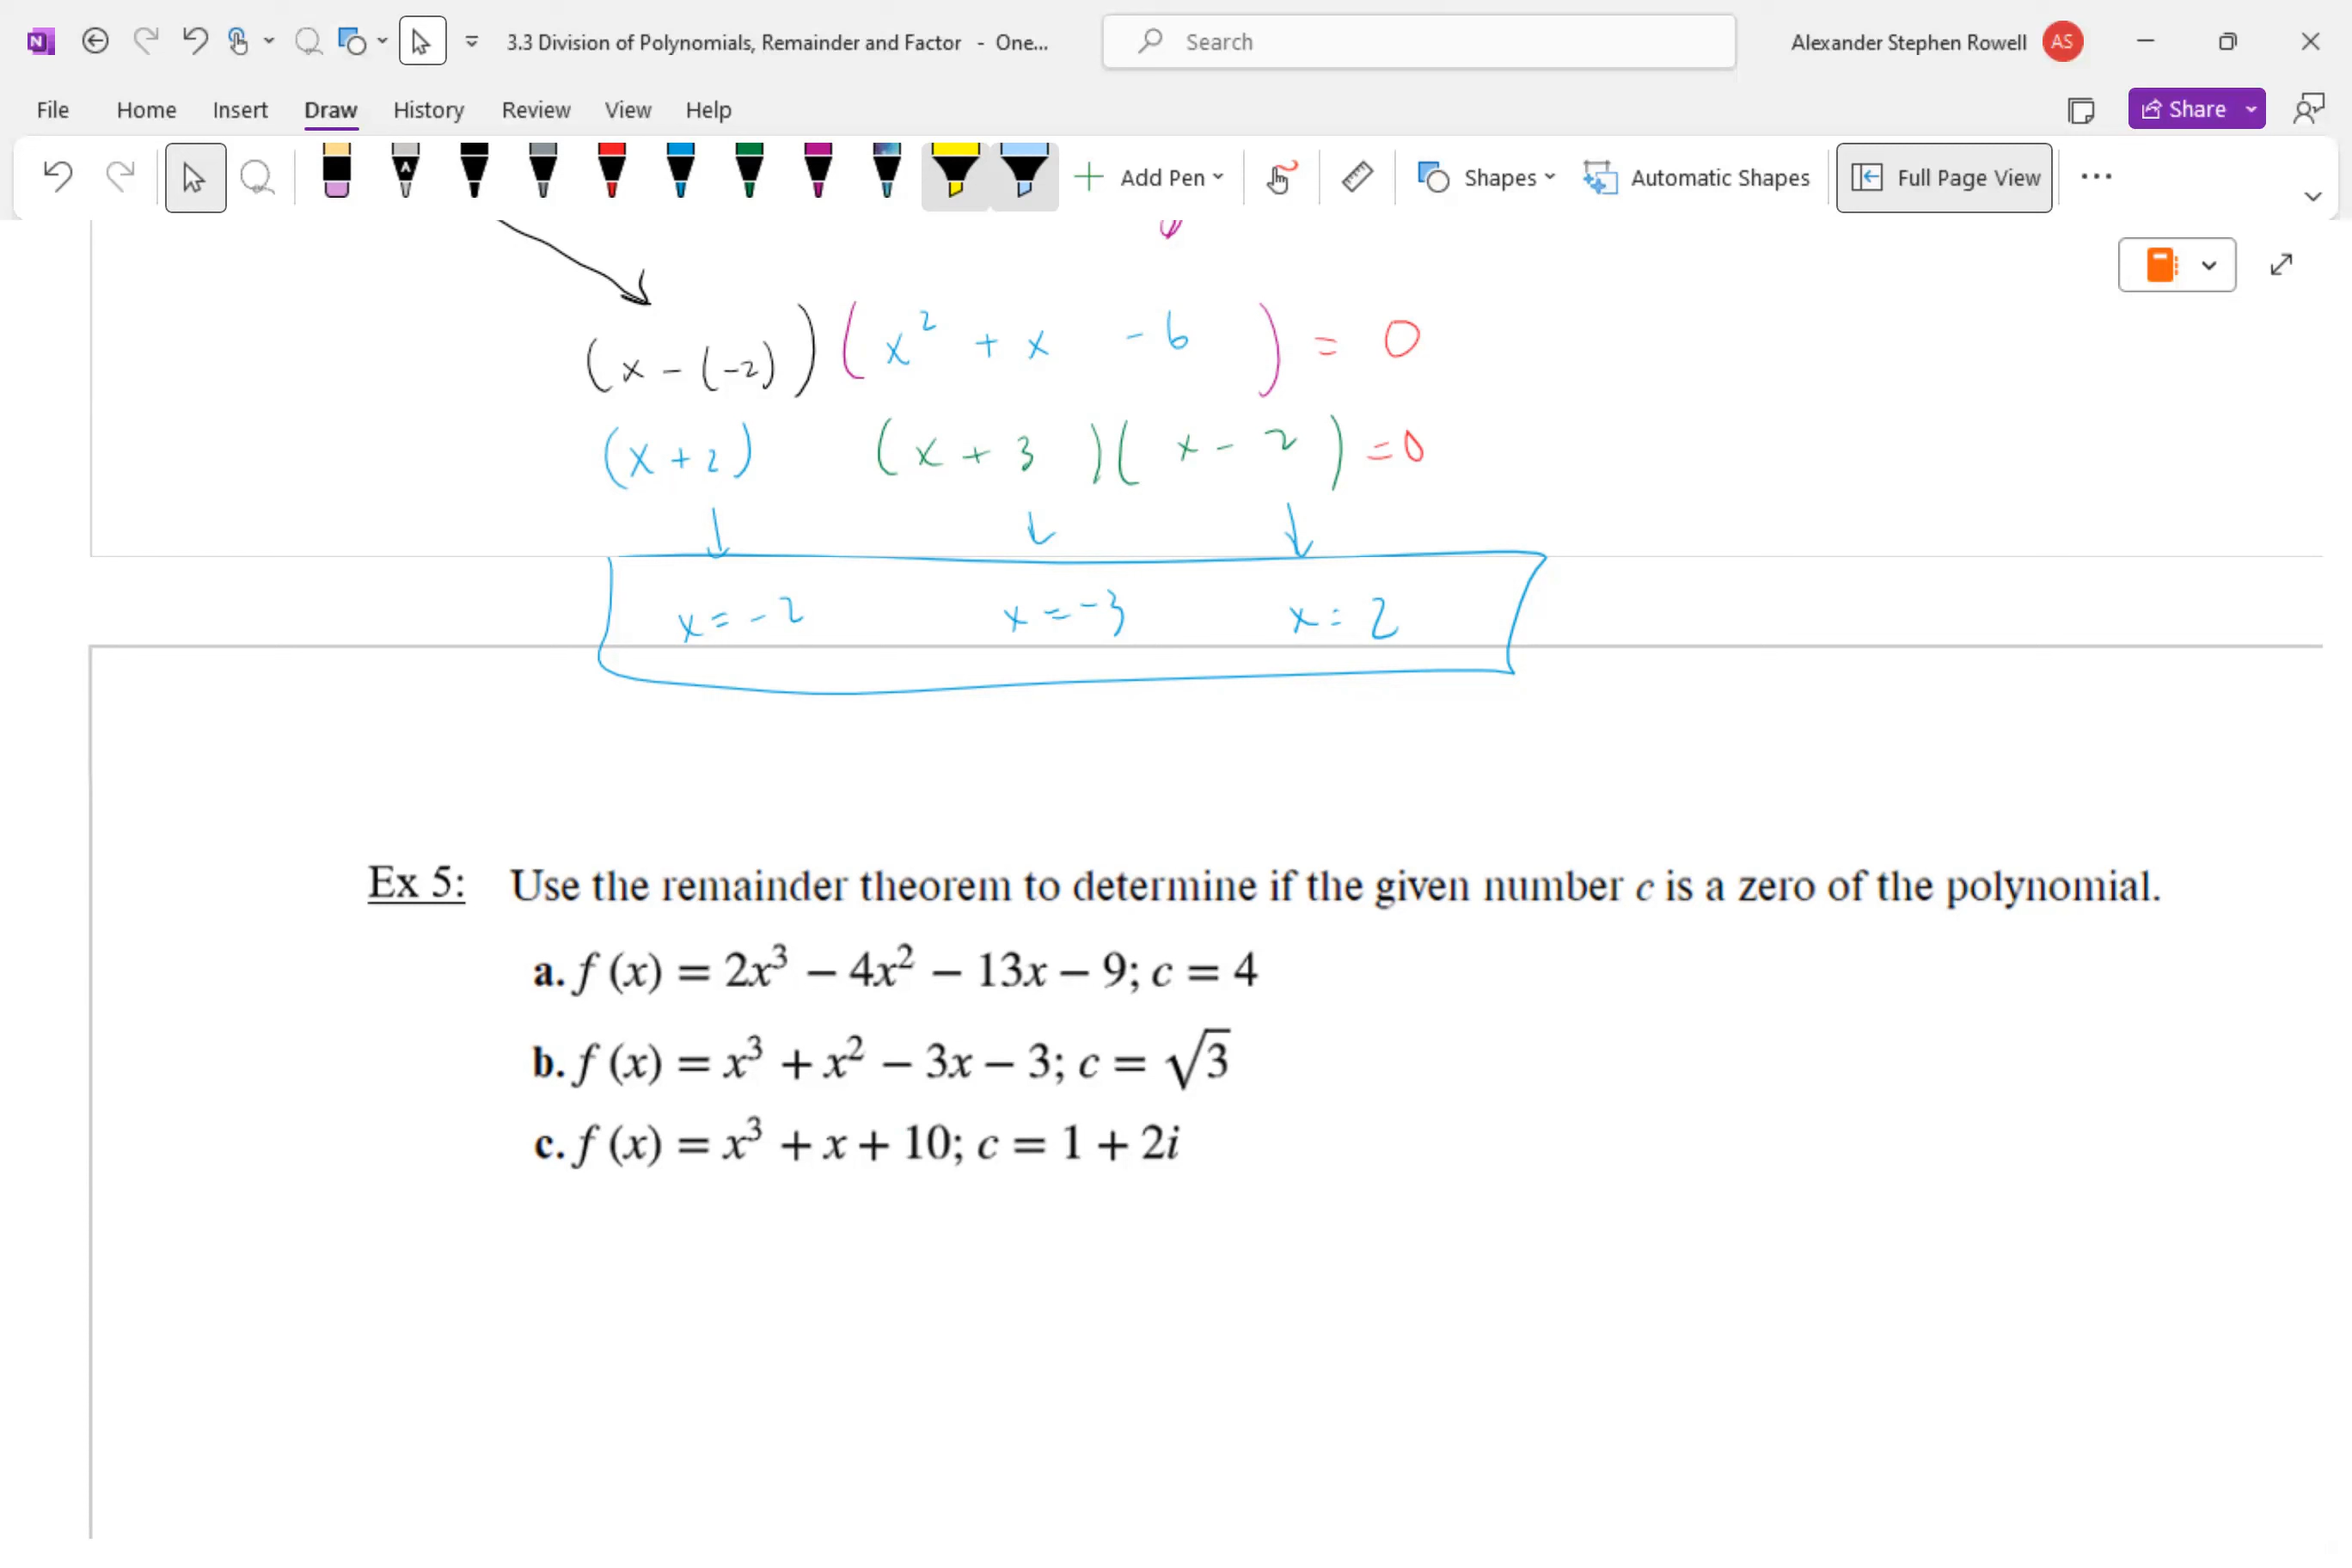 3.3 Division of Polynomials, Remainder and Factor - One...
Search
Alexander Stephen Rowell
AS
File Home Insert Draw History Review View Help
Share
Add Pen
Shapes
Automatic Shapes
Full Page View
(x - (-2)) (x² + x - 6) = 0
(x + 2) (x + 3)(x - 2) = 0
x = -2 x = -3 x = 2
Ex 5: Use the remainder theorem to determine if the given number c is a zero of the polynomial.
a. f (x) = 2x³ − 4x² − 13x − 9; c = 4
b. f (x) = x³ + x² − 3x − 3; c = √3
c. f (x) = x³ + x + 10; c = 1 + 2i